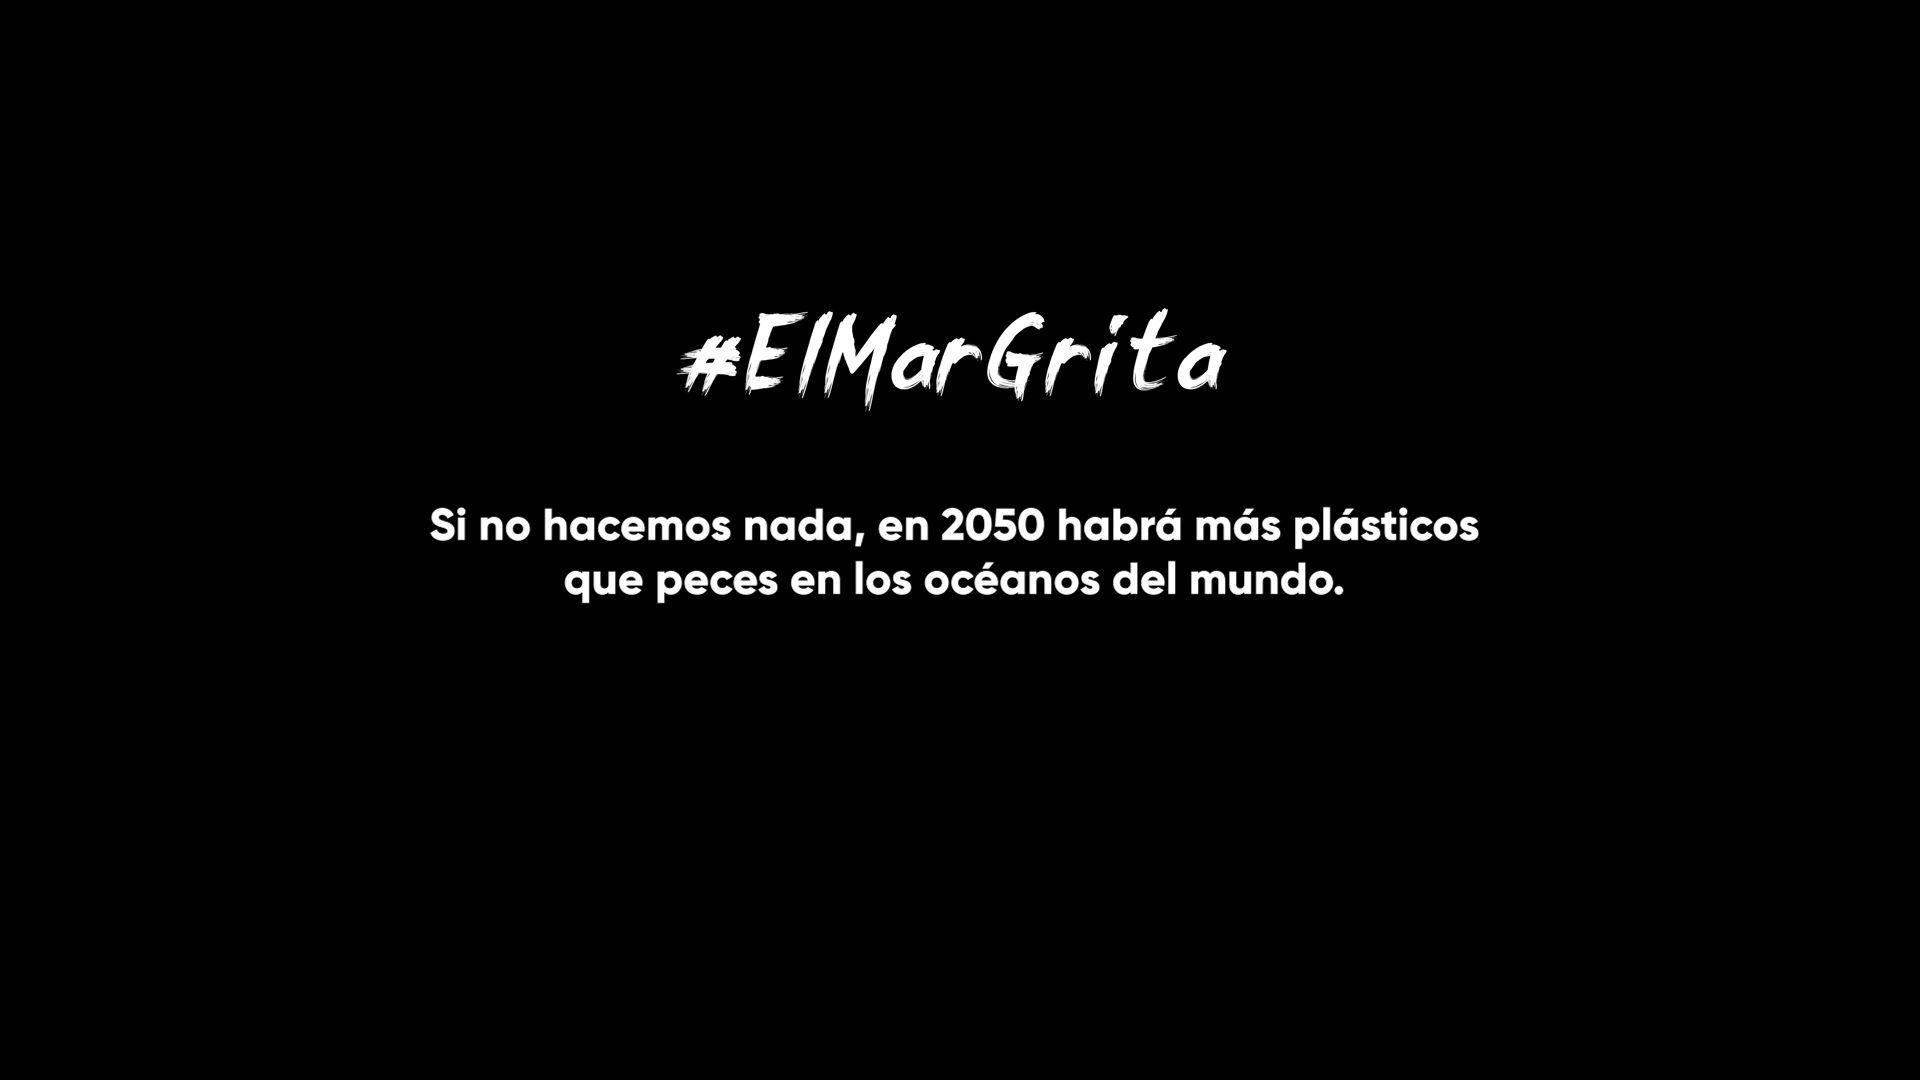 #ElMarGrita
Si no hacemos nada, en 2050 habrá más plásticos
que peces en los océanos del mundo.